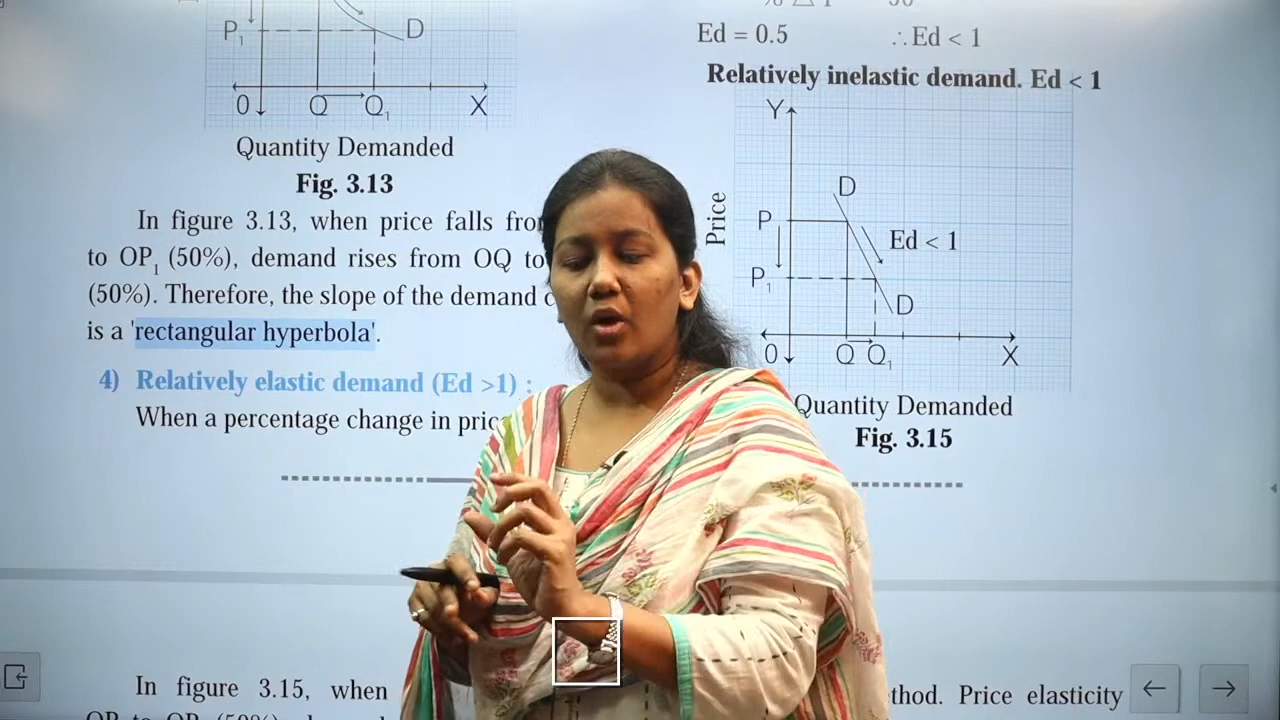 P₁
D
0
Q
Q₁
X
Quantity Demanded
Fig. 3.13
In figure 3.13, when price falls
to OP₁ (50%), demand rises from OQ to
(50%). Therefore, the slope of the demand
is a 'rectangular hyperbola'.
4) Relatively elastic demand (Ed >1) :
When a percentage change in
Ed = 0.5
∴ Ed < 1
Relatively inelastic demand. Ed < 1
Y
Price
D
P
Ed < 1
P₁
D
0
Q
Q₁
X
Quantity Demanded
Fig. 3.15
In figure 3.15, when
Price elasticity